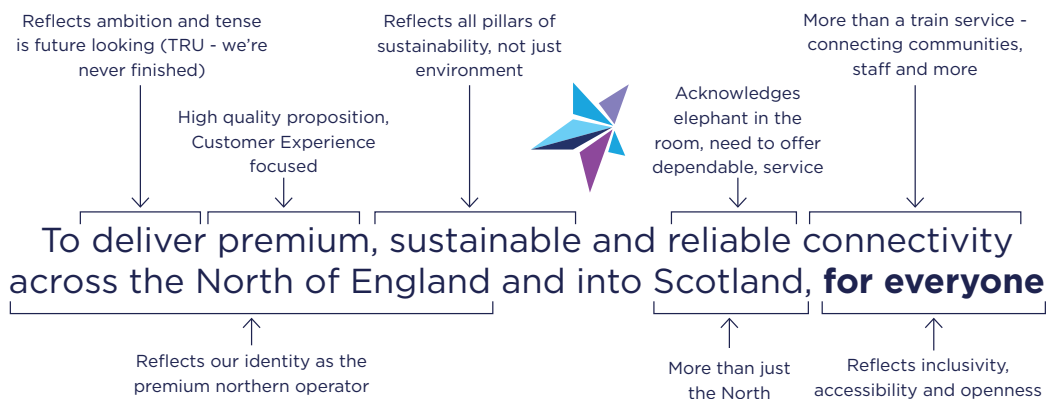 Reflects ambition and tense
is future looking (TRU - we're
never finished)
High quality proposition,
Customer Experience
focused
Reflects all pillars of
sustainability, not just
environment
Acknowledges
elephant in the
room, need to offer
dependable, service
More than a train service -
connecting communities,
staff and more
To deliver premium, sustainable and reliable connectivity
across the North of England and into Scotland, for everyone
Reflects our identity as the
premium northern operator
More than just
the North
Reflects inclusivity,
accessibility and openness